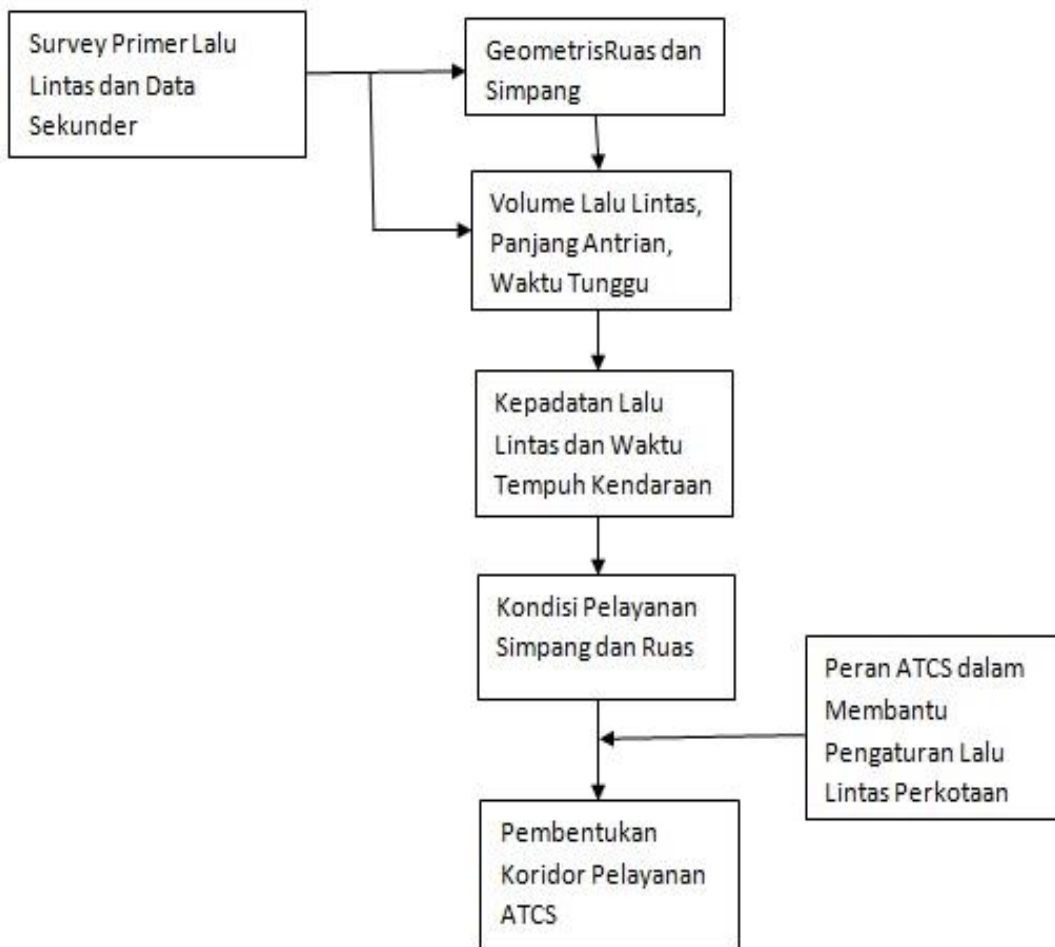 Survey Primer Lalu
Lintas dan Data
Sekunder
GeometrisRuas dan
Simpang
Volume Lalu Lintas,
Panjang Antrian,
Waktu Tunggu
Kepadatan Lalu
Lintas dan Waktu
Tempuh Kendaraan
Kondisi Pelayanan
Simpang dan Ruas
Peran ATCS dalam
Membantu
Pengaturan Lalu
Lintas Perkotaan
Pembentukan
Koridor Pelayanan
ATCS